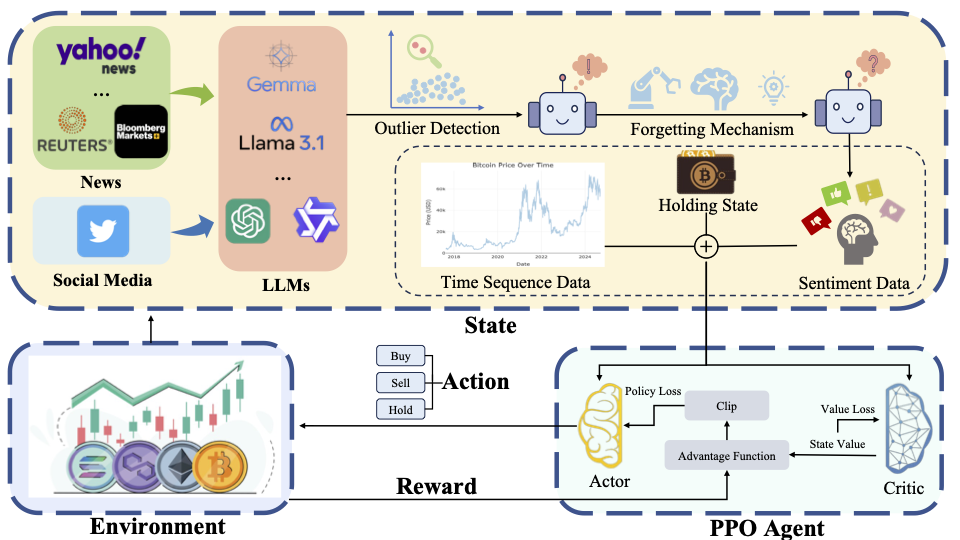 yahoo!
news
...
REUTERS®
Bloomberg
Markets+
News
Social Media
Gemma
Llama 3.1
...
LLMs
Outlier Detection
!
Forgetting Mechanism
?
Bitcoin Price Over Time
Price (USD)
60k
40k
20k
0
2018
2020
2022
2024
Date
Time Sequence Data
Holding State
Sentiment Data
State
Buy
Sell
Hold
Action
Reward
Environment
Policy Loss
Clip
Advantage Function
Value Loss
State Value
Actor
Critic
PPO Agent